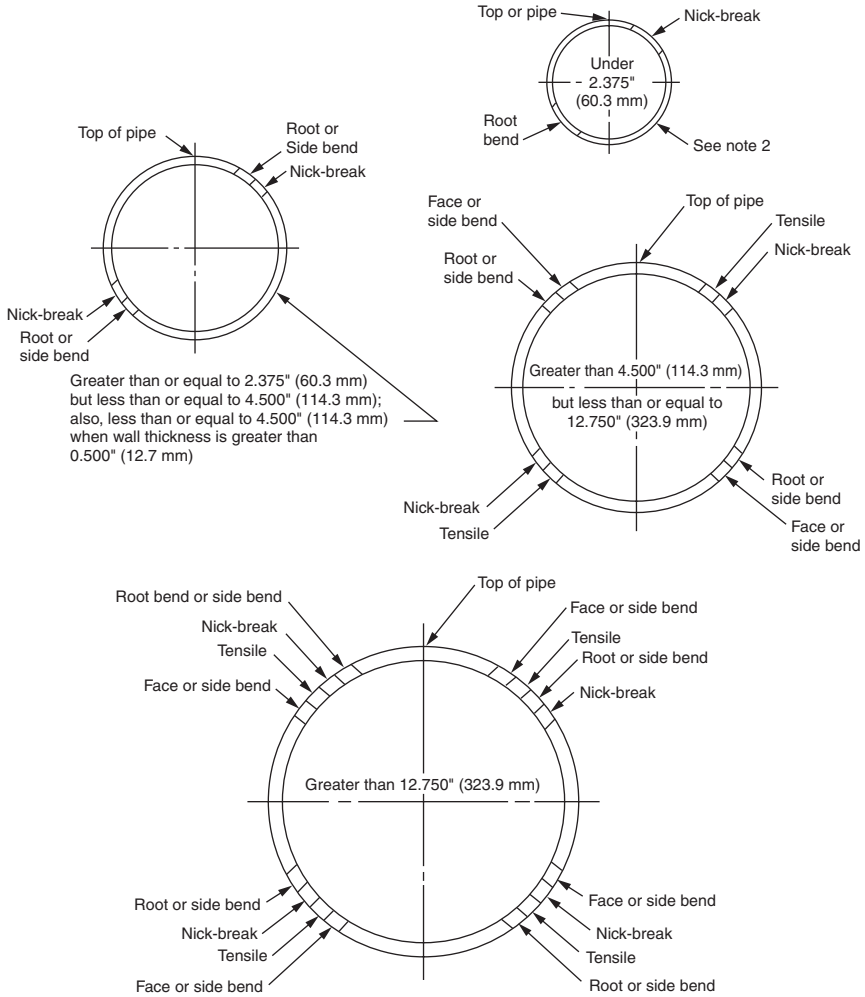 Top or pipe
Nick-break
Under
2.375"
(60.3 mm)
Root
bend
See note 2
Top of pipe
Root or
Side bend
Nick-break
Nick-break
Root or
side bend
Greater than or equal to 2.375" (60.3 mm)
but less than or equal to 4.500" (114.3 mm);
also, less than or equal to 4.500" (114.3 mm)
when wall thickness is greater than
0.500" (12.7 mm)
Face or
side bend
Root or
side bend
Top of pipe
Tensile
Nick-break
Greater than 4.500" (114.3 mm)
but less than or equal to
12.750" (323.9 mm)
Nick-break
Tensile
Root or
side bend
Face or
side bend
Top of pipe
Root bend or side bend
Nick-break
Tensile
Face or side bend
Face or side bend
Tensile
Root or side bend
Nick-break
Greater than 12.750" (323.9 mm)
Root or side bend
Nick-break
Tensile
Face or side bend
Face or side bend
Nick-break
Tensile
Root or side bend